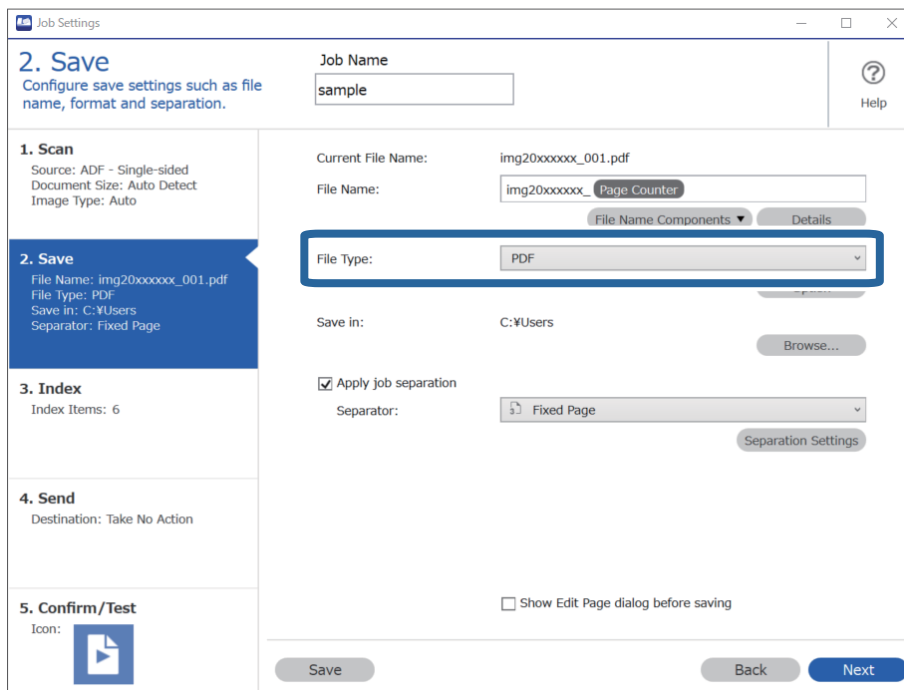 Job Settings
2. Save
Configure save settings such as file
name, format and separation.
Job Name
sample
Help
1. Scan
Source: ADF - Single-sided
Document Size: Auto Detect
Image Type: Auto
2. Save
File Name: img20xxxxxx_001.pdf
File Type: PDF
Save in: C:¥Users
Separator: Fixed Page
3. Index
Index Items: 6
4. Send
Destination: Take No Action
5. Confirm/Test
Icon:
Current File Name: img20xxxxxx_001.pdf
File Name: img20xxxxxx_ Page Counter
File Name Components ▼ Details
File Type: PDF
Save in: C:¥Users
Browse...
Apply job separation
Separator: 3 Fixed Page
Separation Settings
Show Edit Page dialog before saving
Save Back Next